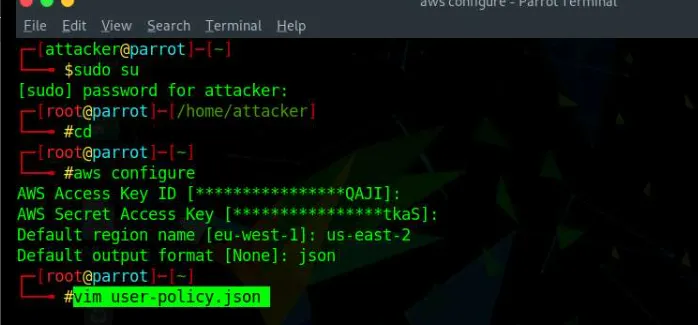 aws configure - Parrot Terminal
File Edit View Search Terminal Help
┌─[attacker@parrot]─[~]
└──╼ $sudo su
[sudo] password for attacker:
┌─[root@parrot]─[/home/attacker]
└──╼ #cd
┌─[root@parrot]─[~]
└──╼ #aws configure
AWS Access Key ID [****************QAJI]:
AWS Secret Access Key [****************tkaS]:
Default region name [eu-west-1]: us-east-2
Default output format [None]: json
┌─[root@parrot]─[~]
└──╼ #vim user-policy.json